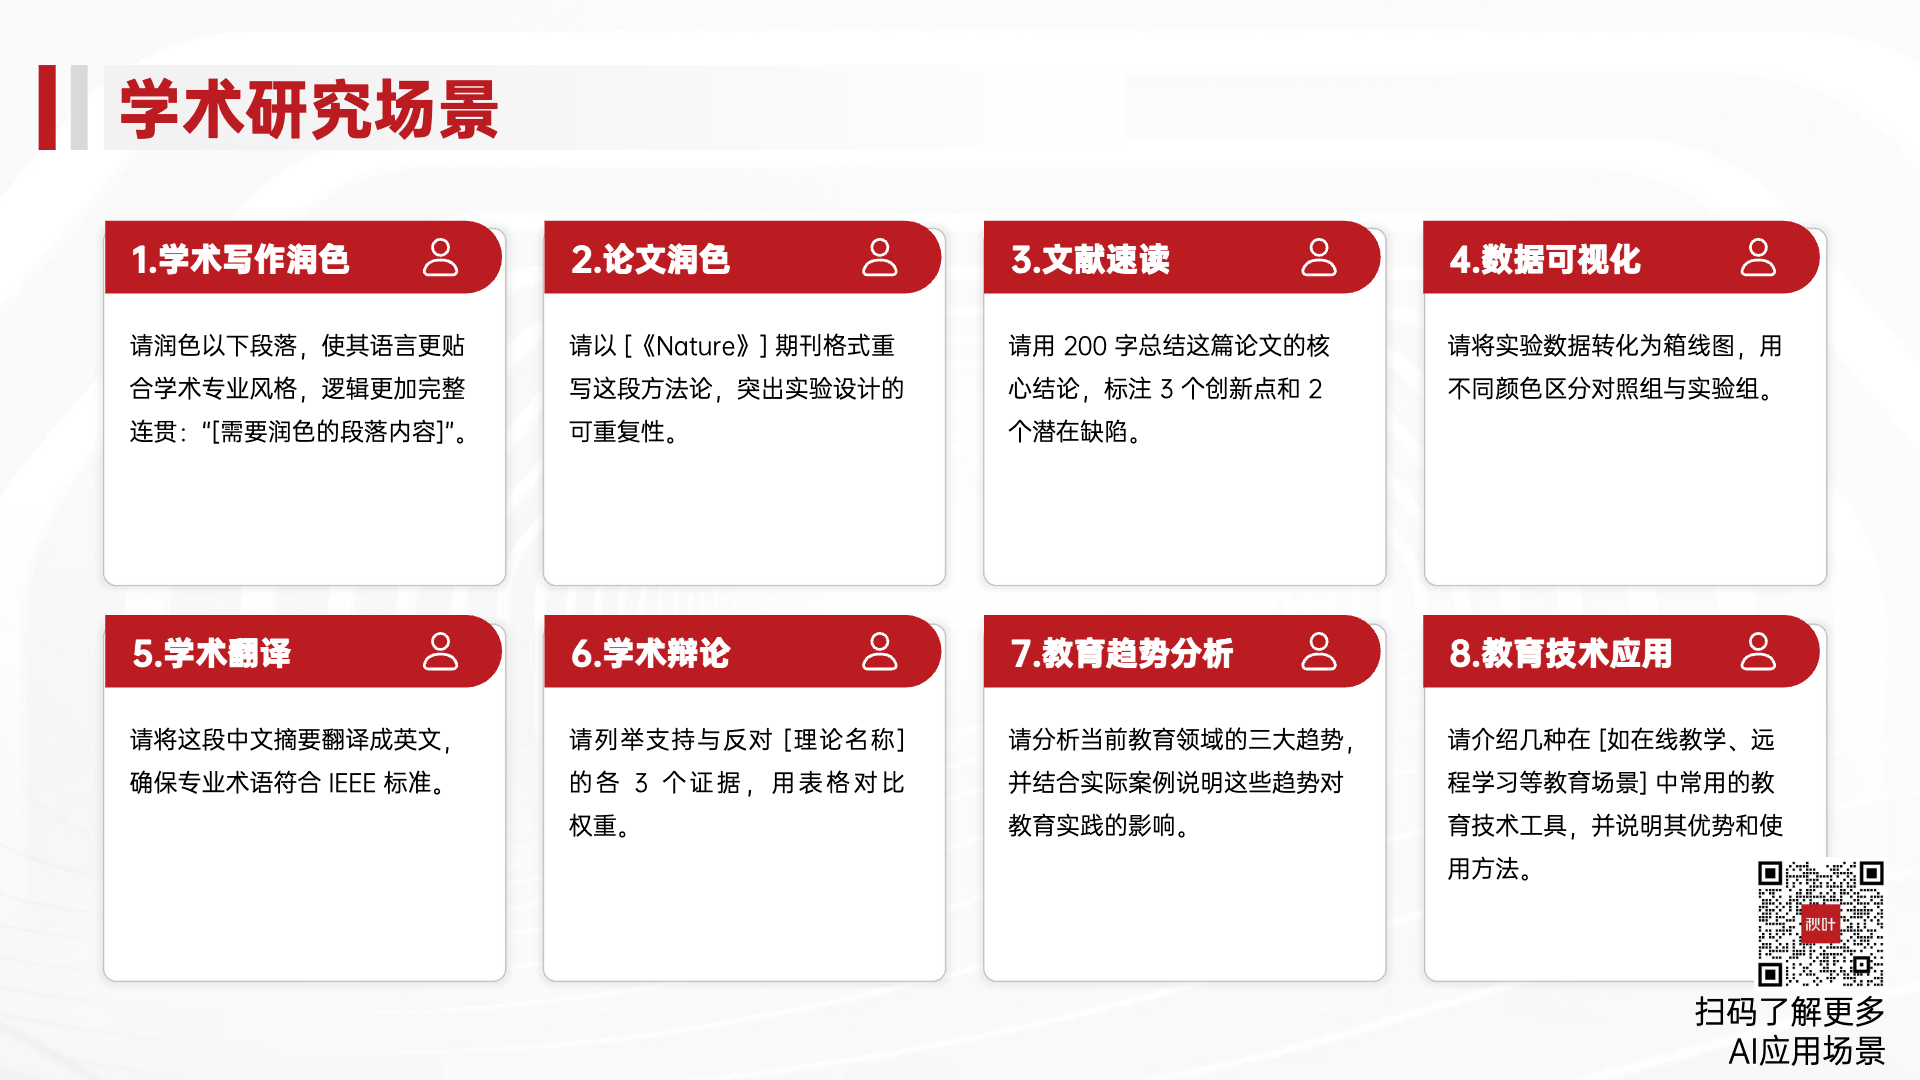 学术研究场景
1.学术写作润色
请润色以下段落，使其语言更贴
合学术专业风格，逻辑更加完整
连贯：“[需要润色的段落内容]”。
2.论文润色
请以 [《Nature》] 期刊格式重
写这段方法论，突出实验设计的
可重复性。
3.文献速读
请用 200 字总结这篇论文的核
心结论，标注 3 个创新点和 2
个潜在缺陷。
4.数据可视化
请将实验数据转化为箱线图，用
不同颜色区分对照组与实验组。
5.学术翻译
请将这段中文摘要翻译成英文，
确保专业术语符合 IEEE 标准。
6.学术辩论
请列举支持与反对 [理论名称]
的各 3 个证据，用表格对比
权重。
7.教育趋势分析
请分析当前教育领域的三大趋势，
并结合实际案例说明这些趋势对
教育实践的影响。
8.教育技术应用
请介绍几种在 [如在线教学、远
程学习等教育场景] 中常用的教
育技术工具，并说明其优势和使
用方法。
秋叶
扫码了解更多
AI应用场景